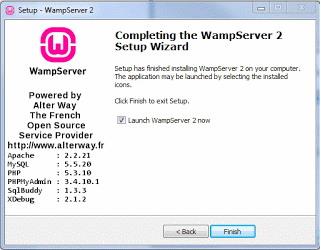 Setup - WampServer 2
WampServer
Powered by
Alter Way
The French
Open Source
Service Provider
http://www.alterway.fr
Apache : 2.2.21
MySQL : 5.5.20
PHP : 5.3.10
PHPMyAdmin : 3.4.10.1
SqlBuddy : 1.3.3
XDebug : 2.1.2
Completing the WampServer 2
Setup Wizard
Setup has finished installing WampServer 2 on your computer.
The application may be launched by selecting the installed
icons.
Click Finish to exit Setup.
Launch WampServer 2 now
< Back
Finish